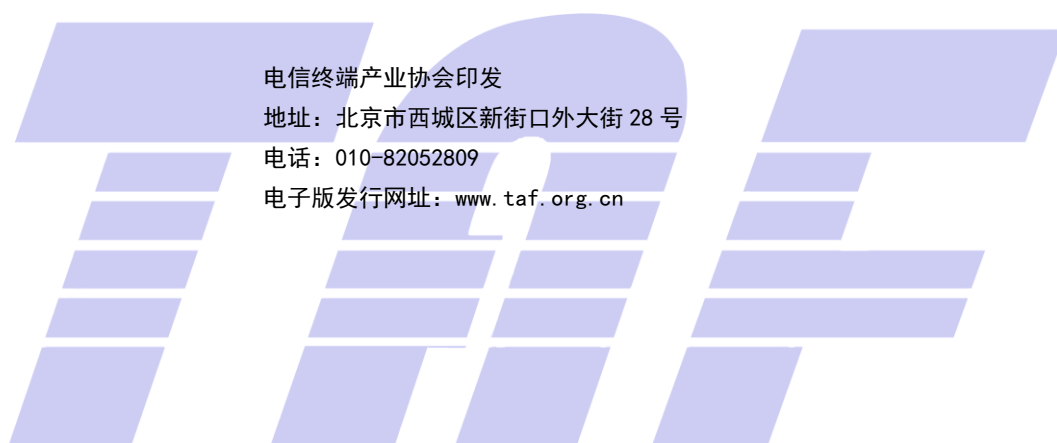 电信终端产业协会印发
地址：北京市西城区新街口外大街 28 号
电话：010-82052809
电子版发行网址：www.taf.org.cn
TAF